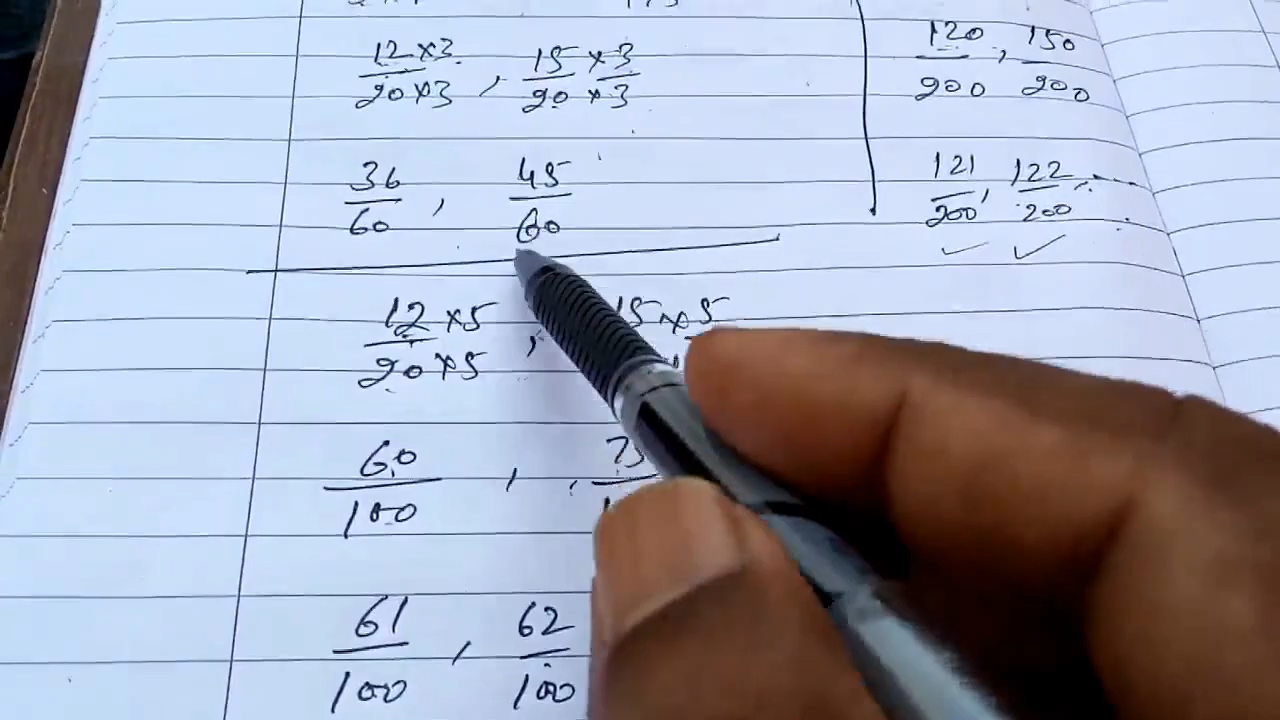 12×3/20×3 , 15×3/20×3
36/60 , 45/60
12×5/20×5 , 15×5
60/100 ,
61/100 , 62/100
120/200 , 150/200
121/200 , 122/200 , ...
✓ ✓